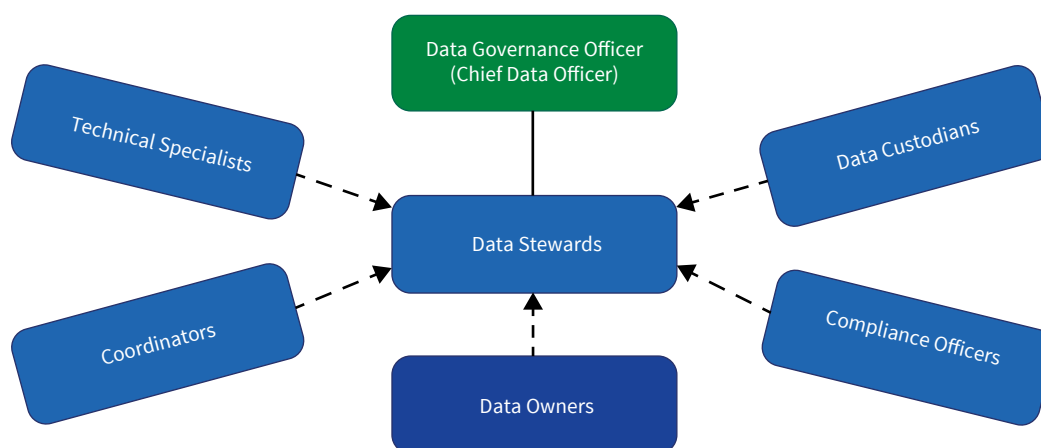 Data Governance Officer
(Chief Data Officer)
Technical Specialists
Data Custodians
Data Stewards
Coordinators
Compliance Officers
Data Owners